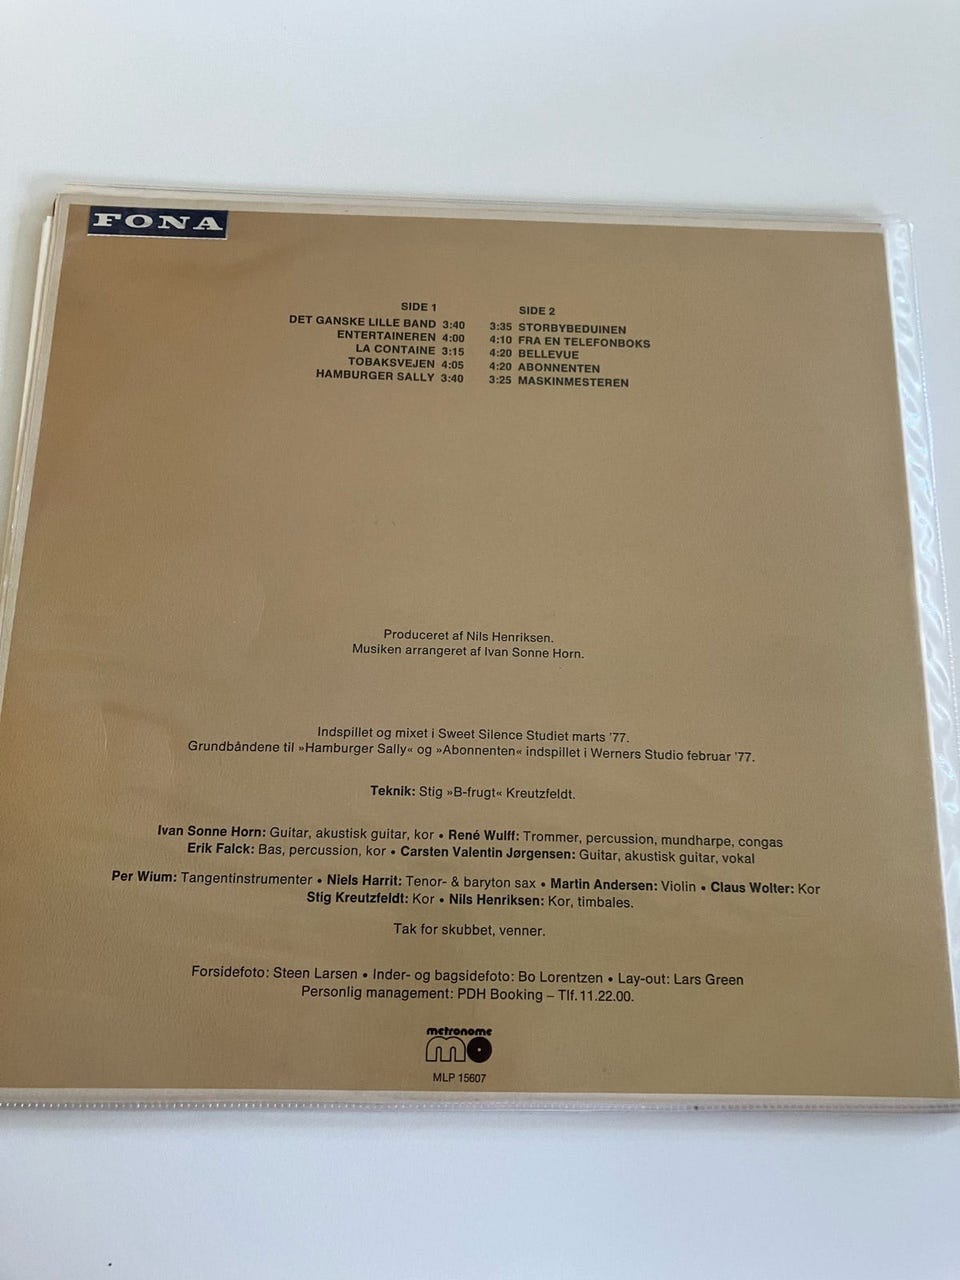 FONA
SIDE 1
DET GANSKE LILLE BAND 3:40
ENTERTAINEREN 4:00
LA CONTAINE 3:15
TOBAKSVEJEN 4:05
HAMBURGER SALLY 3:40
SIDE 2
3:35 STORBYBEDUINEN
4:10 FRA EN TELEFONBOKS
4:20 BELLEVUE
4:20 ABONNENTEN
3:25 MASKINMESTEREN
Produceret af Nils Henriksen.
Musiken arrangeret af Ivan Sonne Horn.
Indspillet og mixet i Sweet Silence Studiet marts '77.
Grundbåndene til »Hamburger Sally« og »Abonnenten« indspillet i Werners Studio februar '77.
Teknik: Stig »B-frugt« Kreutzfeldt.
Ivan Sonne Horn: Guitar, akustisk guitar, kor • René Wulff: Trommer, percussion, mundharpe, congas
Erik Falck: Bas, percussion, kor • Carsten Valentin Jørgensen: Guitar, akustisk guitar, vokal
Per Wium: Tangentinstrumenter • Niels Harrit: Tenor- & baryton sax • Martin Andersen: Violin • Claus Wolter: Kor
Stig Kreutzfeldt: Kor • Nils Henriksen: Kor, timbales.
Tak for skubbet, venner.
Forsidefoto: Steen Larsen • Inder- og bagsidefoto: Bo Lorentzen • Lay-out: Lars Green
Personlig management: PDH Booking – Tlf. 11.22.00.
metronome
MLP 15607